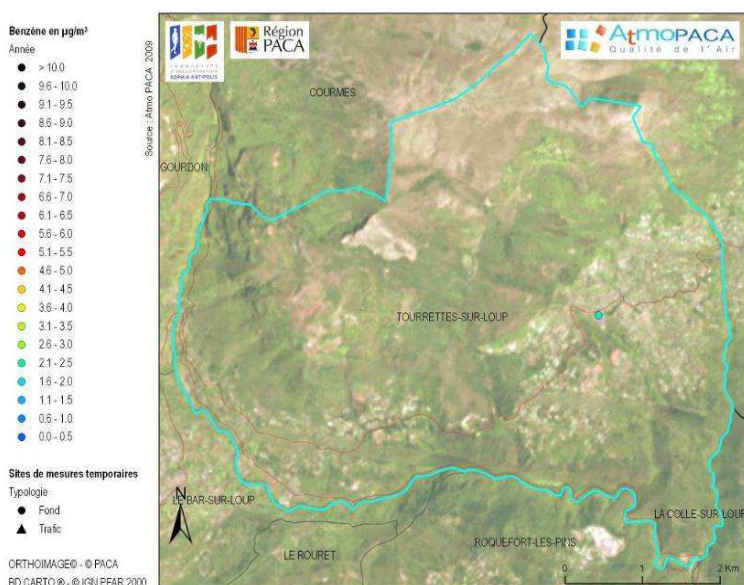 Benzène en µg/m³
Année
> 10.0
9.6 - 10.0
9.1 - 9.5
8.6 - 9.0
8.1 - 8.5
7.6 - 8.0
7.1 - 7.5
6.6 - 7.0
6.1 - 6.5
5.6 - 6.0
5.1 - 5.5
4.6 - 5.0
4.1 - 4.5
3.6 - 4.0
3.1 - 3.5
2.6 - 3.0
2.1 - 2.5
1.6 - 2.0
1.1 - 1.5
0.6 - 1.0
0.0 - 0.5
Sites de mesures temporaires
Typologie
Fond
Trafic
ORTHOIMAGE© - © PACA
BD CARTO ® - © IGN PFAR 2000
Source : Atmo PACA 2009
SOPHIA ANTIPOLIS
Région
PACA
AtmoPACA
Qualité de l'Air
COURMES
GOURDON
TOURRETTES-SUR-LOUP
LE BAR-SUR-LOUP
LA COLLE-SUR LOUP
ROQUEFORT-LES-PINS
LE ROURET
N
0 1 2 Km